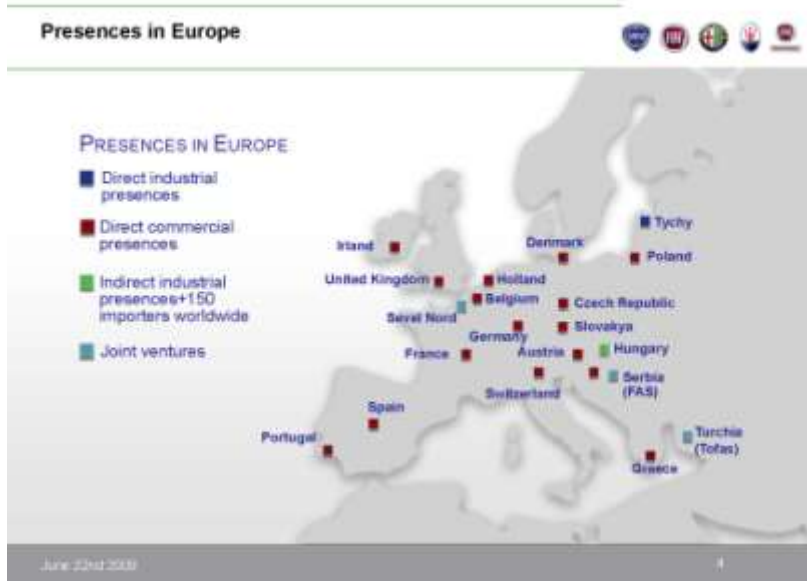 Presences in Europe
PRESENCES IN EUROPE
Direct industrial
presences
Direct commercial
presences
Indirect industrial
presences+150
importers worldwide
Joint ventures
Tychy
Irland
Denmark
Poland
United Kingdom
Holland
Belgium
Czech Republic
Sevel Nord
Slovakya
Germany
France
Austria
Hungary
Serbia
(FAS)
Switzerland
Spain
Portugal
Turchia
(Tofas)
Greece
June 22nd 2009
4